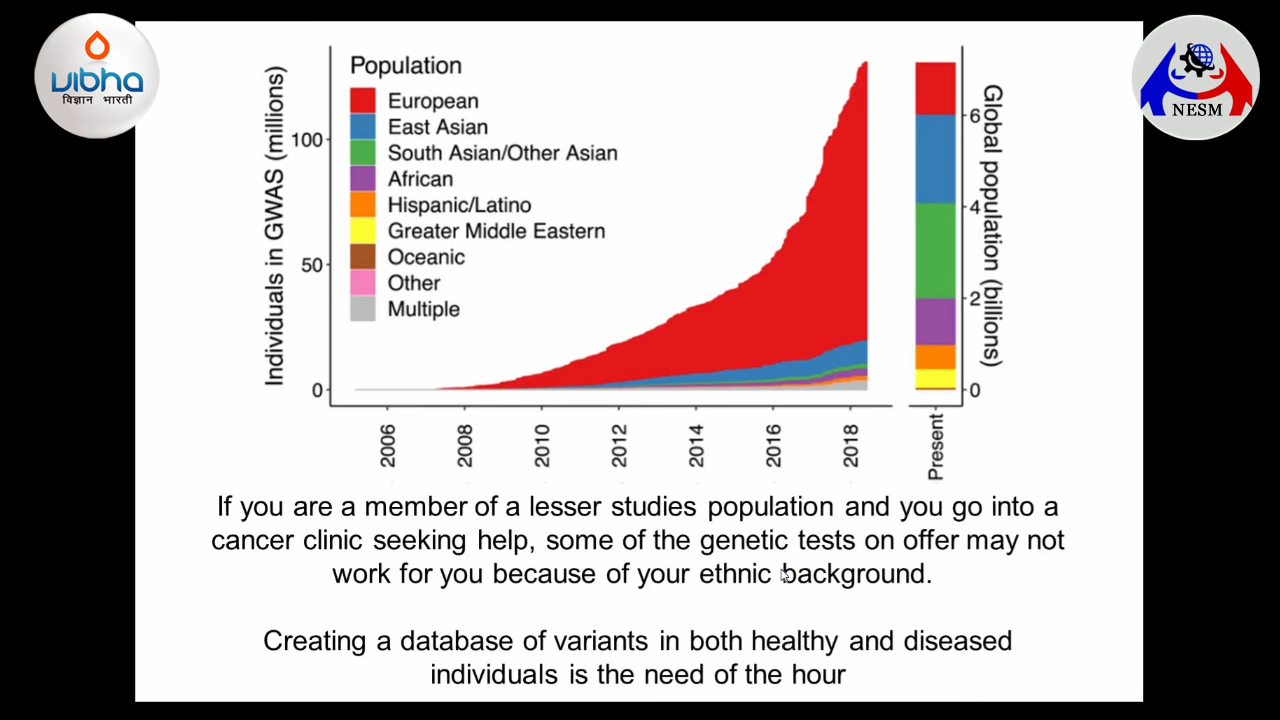 vibha
विज्ञान भारती
NESM
Population
European
East Asian
South Asian/Other Asian
African
Hispanic/Latino
Greater Middle Eastern
Oceanic
Other
Multiple
Individuals in GWAS (millions)
100
50
0
2006
2008
2010
2012
2014
2016
2018
Present
Global population (billions)
6
4
2
0
If you are a member of a lesser studies population and you go into a
cancer clinic seeking help, some of the genetic tests on offer may not
work for you because of your ethnic background.
Creating a database of variants in both healthy and diseased
individuals is the need of the hour